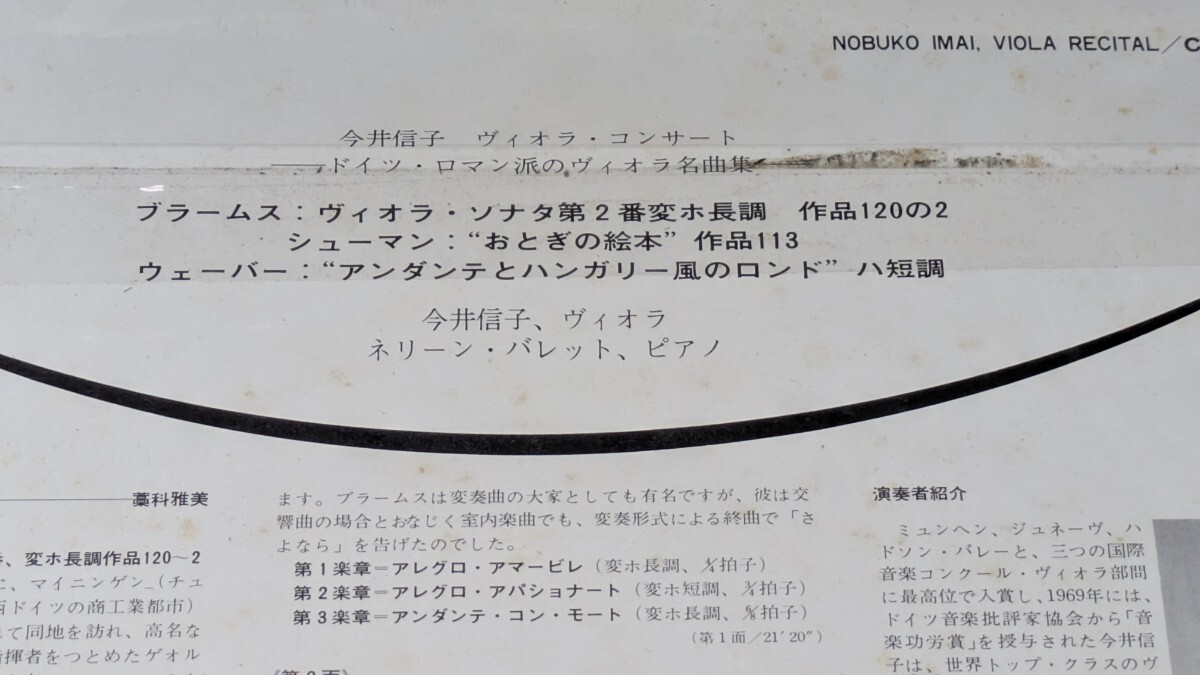 NOBUKO IMAI, VIOLA RECITAL/C
今井信子 ヴィオラ・コンサート
——ドイツ・ロマン派のヴィオラ名曲集——
ブラームス：ヴィオラ・ソナタ第2番変ホ長調 作品120の2
シューマン：“おとぎの絵本” 作品113
ウェーバー：“アンダンテとハンガリー風のロンド” ハ短調
今井信子、ヴィオラ
ネリーン・バレット、ピアノ
藁科雅美
、変ホ長調作品120～2
、マイニンゲン（チュ
西ドイツの商工業都市）
て同地を訪れ、高名な
指揮者をつとめたゲオル
ます。ブラームスは変奏曲の大家としても有名ですが、彼は交
響曲の場合とおなじく室内楽曲でも、変奏形式による終曲で「さ
よなら」を告げたのでした。
第1楽章＝アレグロ・アマービレ（変ホ長調、4/4拍子）
第2楽章＝アレグロ・アパショナート（変ホ短調、3/4拍子）
第3楽章＝アンダンテ・コン・モート（変ホ長調、6/8拍子）
（第1面/21′20″）
《第2面》
演奏者紹介
ミュンヘン、ジュネーヴ、ハ
ドソン・バレーと、三つの国際
音楽コンクール・ヴィオラ部門
に最高位で入賞し、1969年には、
ドイツ音楽批評家協会から「音
楽功労賞」を授与された今井信
子は、世界トップ・クラスのヴ